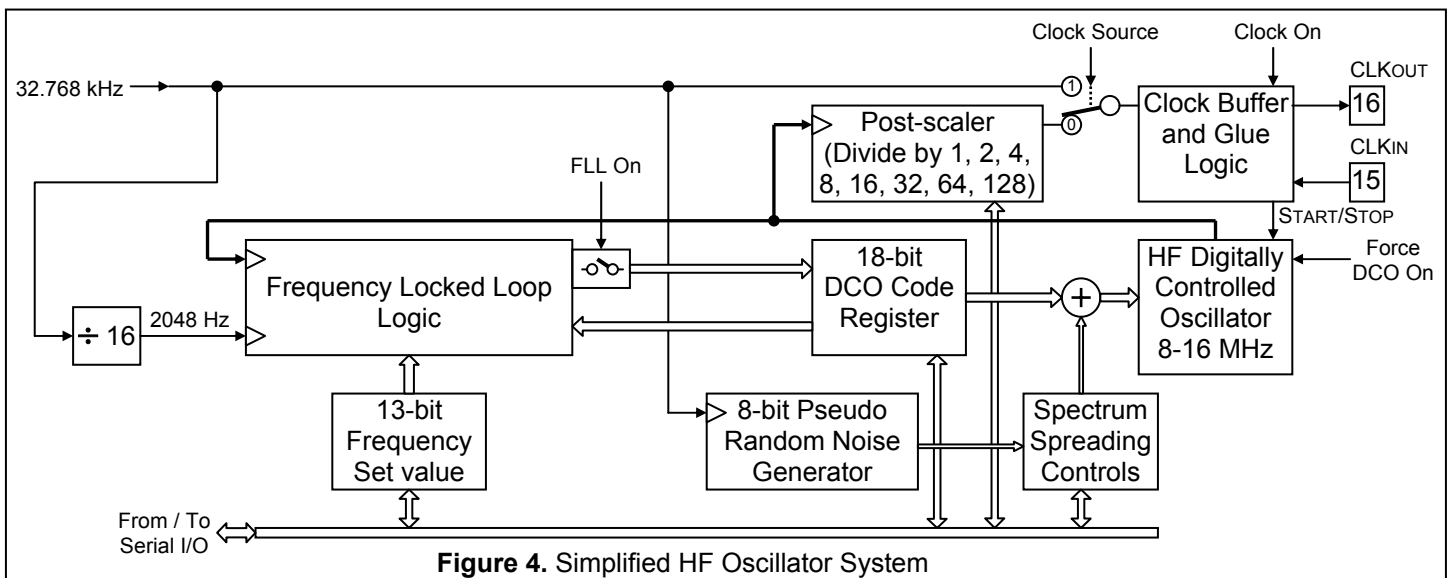 Clock Source
Clock On
32.768 kHz
1
0
CLKOUT
16
CLKIN
15
Clock Buffer
and Glue
Logic
Post-scaler
(Divide by 1, 2, 4,
8, 16, 32, 64, 128)
FLL On
START/STOP
Force
DCO On
÷ 16
2048 Hz
Frequency Locked Loop
Logic
18-bit
DCO Code
Register
+
HF Digitally
Controlled
Oscillator
8-16 MHz
13-bit
Frequency
Set value
8-bit Pseudo
Random Noise
Generator
Spectrum
Spreading
Controls
From / To
Serial I/O
Figure 4. Simplified HF Oscillator System